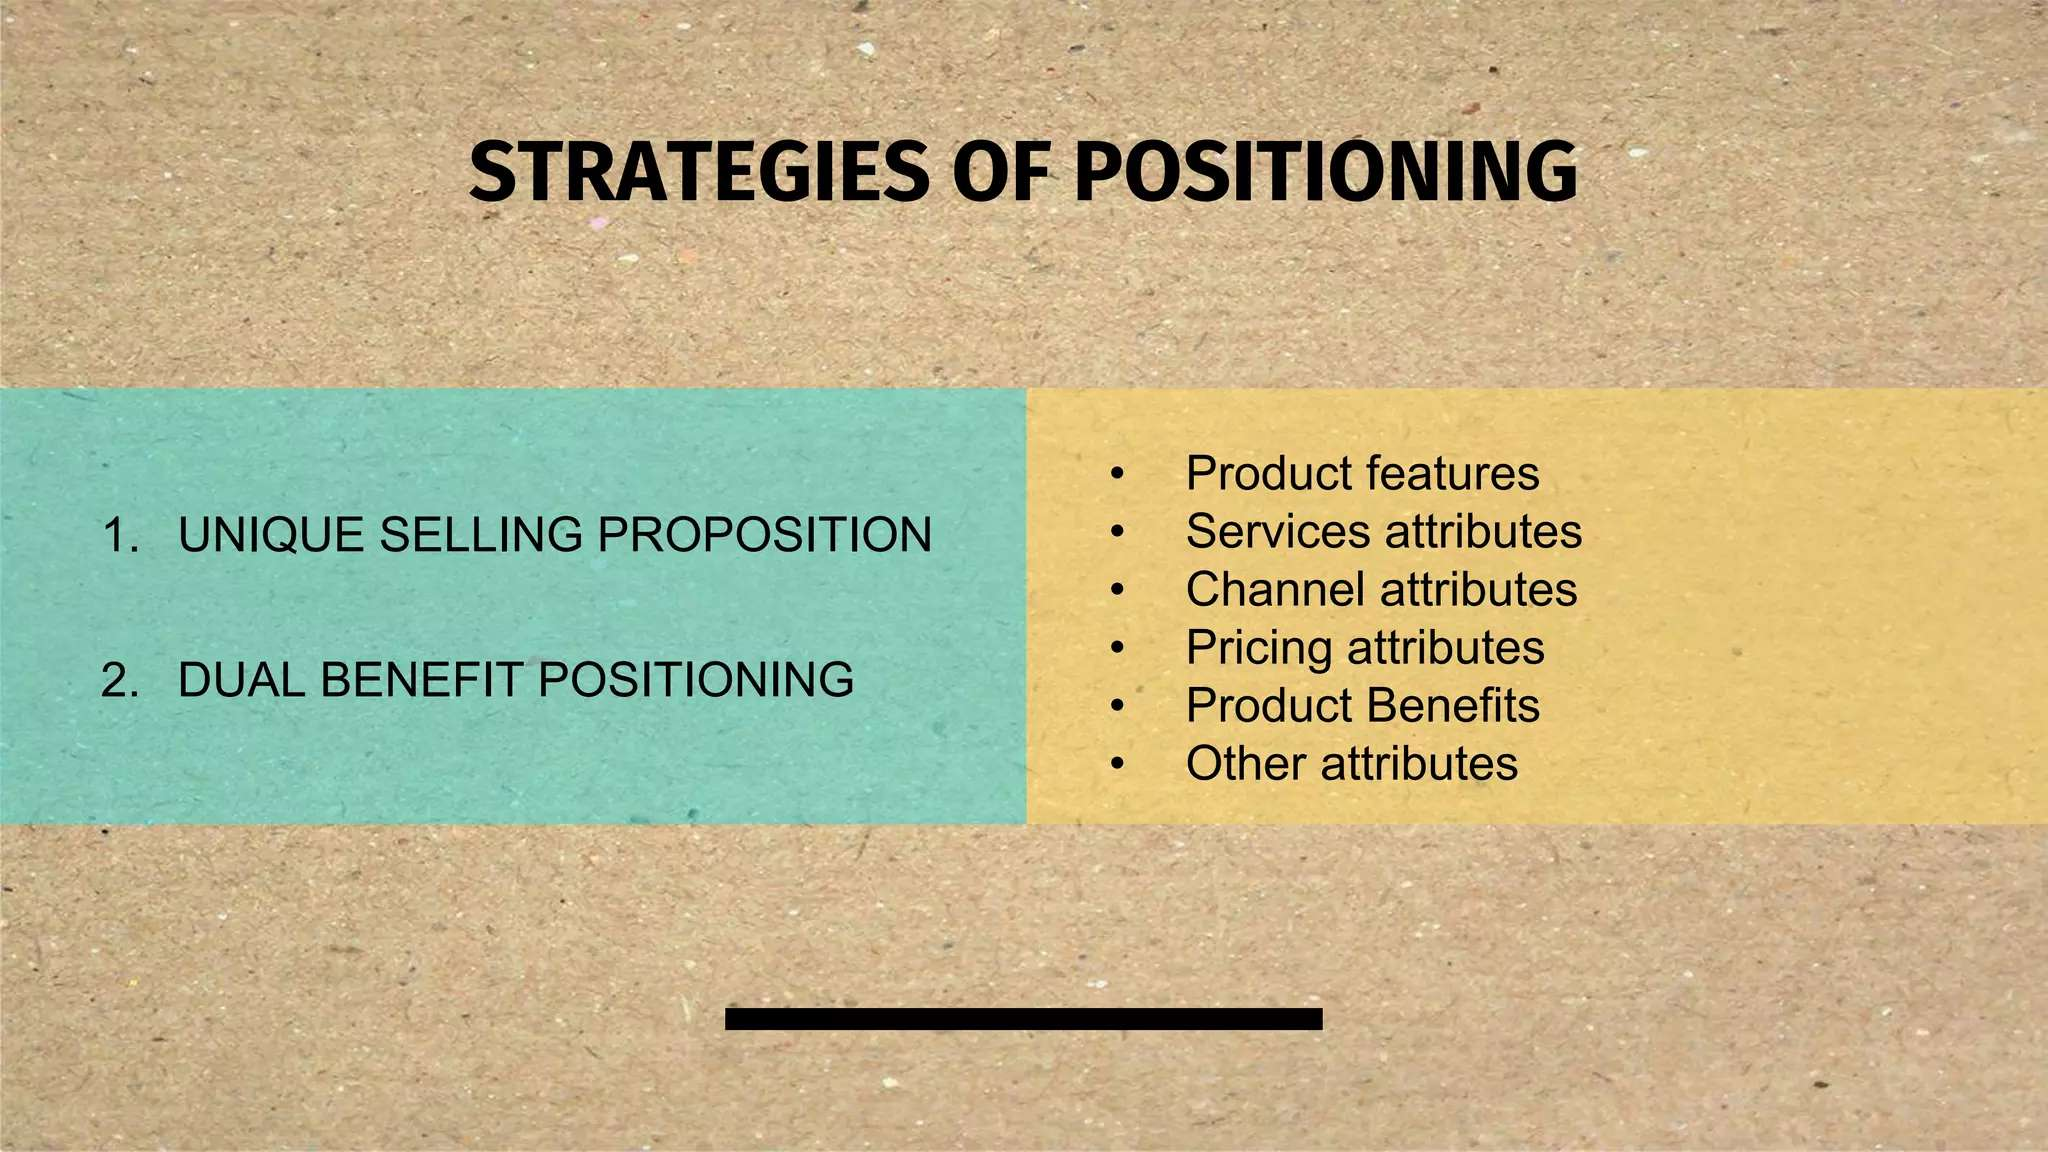 STRATEGIES OF POSITIONING
1. UNIQUE SELLING PROPOSITION
2. DUAL BENEFIT POSITIONING
• Product features
• Services attributes
• Channel attributes
• Pricing attributes
• Product Benefits
• Other attributes